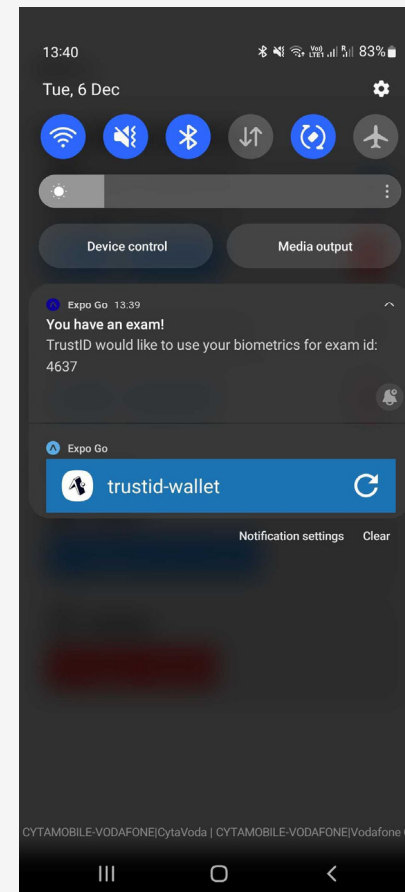 13:40 Vo) LTE1 R 83%
Tue, 6 Dec
Device control Media output
Expo Go 13:39
You have an exam!
TrustID would like to use your biometrics for exam id:
4637
Expo Go
trustid-wallet
Notification settings Clear
CYTAMOBILE-VODAFONE|CytaVoda | CYTAMOBILE-VODAFONE|Vodafone